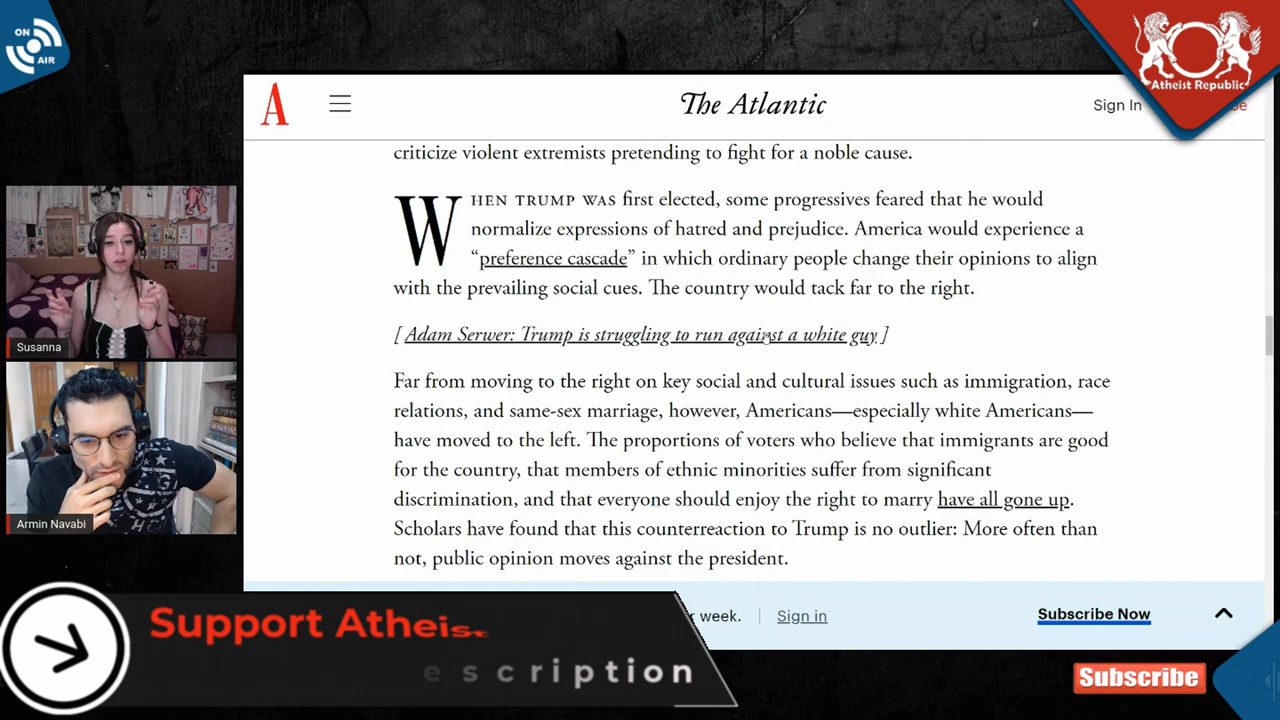 ON
AIR
Atheist Republic
The Atlantic
Sign In
criticize violent extremists pretending to fight for a noble cause.
WHEN TRUMP WAS first elected, some progressives feared that he would
normalize expressions of hatred and prejudice. America would experience a
“preference cascade” in which ordinary people change their opinions to align
with the prevailing social cues. The country would tack far to the right.
[ Adam Serwer: Trump is struggling to run against a white guy ]
Far from moving to the right on key social and cultural issues such as immigration, race
relations, and same-sex marriage, however, Americans—especially white Americans—
have moved to the left. The proportions of voters who believe that immigrants are good
for the country, that members of ethnic minorities suffer from significant
discrimination, and that everyone should enjoy the right to marry have all gone up.
Scholars have found that this counterreaction to Trump is no outlier: More often than
not, public opinion moves against the president.
Susanna
Armin Navabi
week.
Sign in
Subscribe Now
Support Atheis
escription
Subscribe